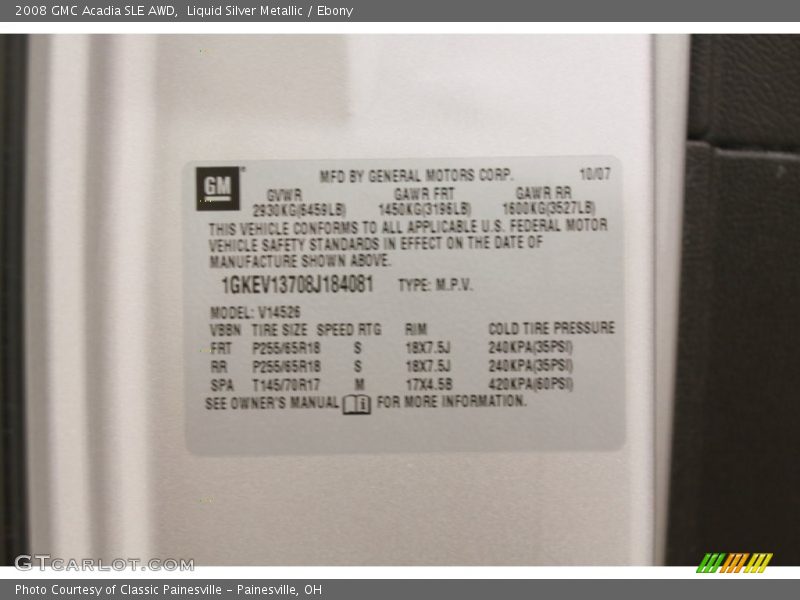 2008 GMC Acadia SLE AWD, Liquid Silver Metallic / Ebony
GM
MFD BY GENERAL MOTORS CORP. 10/07
GVWR GAWR FRT GAWR RR
2930KG(6459LB) 1450KG(3196LB) 1600KG(3527LB)
THIS VEHICLE CONFORMS TO ALL APPLICABLE U.S. FEDERAL MOTOR
VEHICLE SAFETY STANDARDS IN EFFECT ON THE DATE OF
MANUFACTURE SHOWN ABOVE.
1GKEV13708J184081 TYPE: M.P.V.
MODEL: V14526
VBBN TIRE SIZE SPEED RTG RIM COLD TIRE PRESSURE
FRT P255/65R18 S 18X7.5J 240KPA(35PSI)
RR P255/65R18 S 18X7.5J 240KPA(35PSI)
SPA T145/70R17 M 17X4.5B 420KPA(60PSI)
SEE OWNER'S MANUAL FOR MORE INFORMATION.
GTCARLOT.COM
Photo Courtesy of Classic Painesville – Painesville, OH